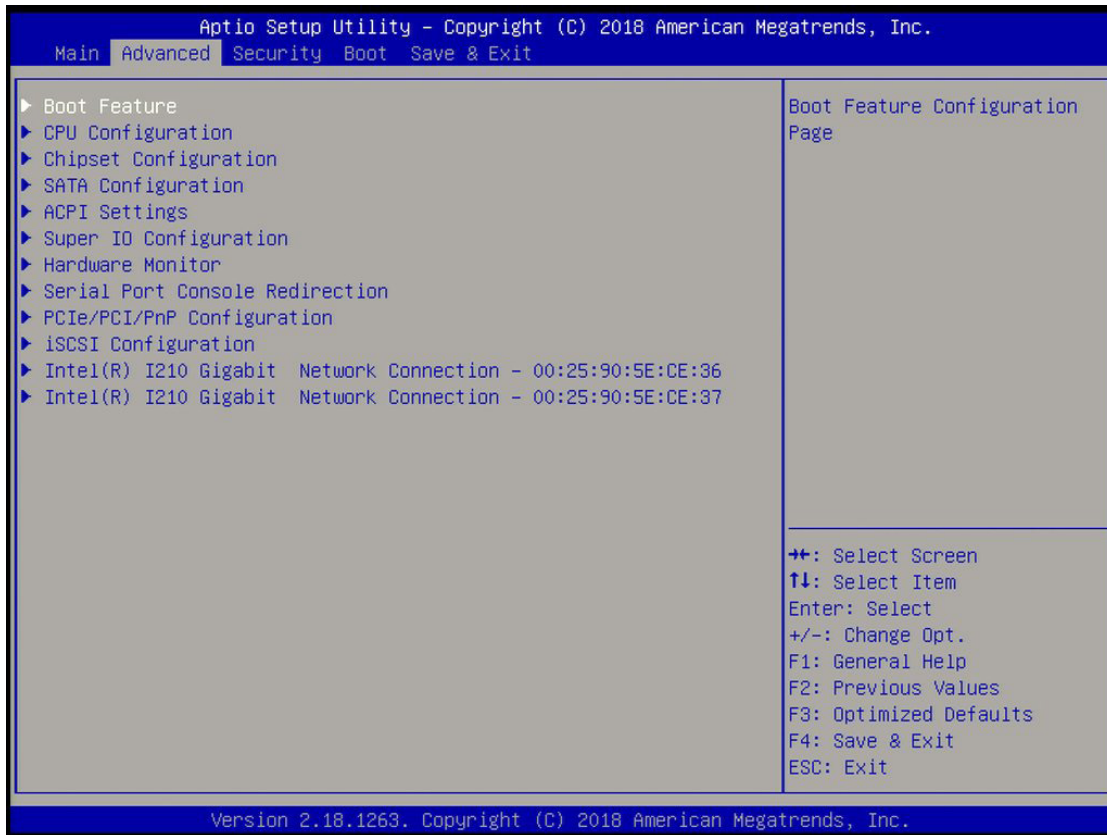 Aptio Setup Utility – Copyright (C) 2018 American Megatrends, Inc.
Main Advanced Security Boot Save & Exit
▶ Boot Feature
▶ CPU Configuration
▶ Chipset Configuration
▶ SATA Configuration
▶ ACPI Settings
▶ Super IO Configuration
▶ Hardware Monitor
▶ Serial Port Console Redirection
▶ PCIe/PCI/PnP Configuration
▶ iSCSI Configuration
▶ Intel(R) I210 Gigabit  Network Connection – 00:25:90:5E:CE:36
▶ Intel(R) I210 Gigabit  Network Connection – 00:25:90:5E:CE:37
Boot Feature Configuration
Page
→←: Select Screen
↑↓: Select Item
Enter: Select
+/-: Change Opt.
F1: General Help
F2: Previous Values
F3: Optimized Defaults
F4: Save & Exit
ESC: Exit
Version 2.18.1263. Copyright (C) 2018 American Megatrends, Inc.